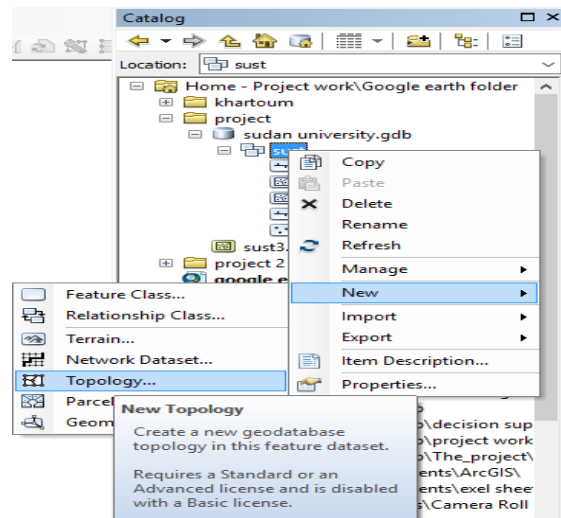 Catalog
Location: sust
Home - Project work\Google earth folder
khartoum
project
sudan university.gdb
sust3.
project 2
google e
Copy
Paste
Delete
Rename
Refresh
Manage
New
Import
Export
Item Description...
Properties...
Feature Class...
Relationship Class...
Terrain...
Network Dataset...
Topology...
Parcel
Geom
New Topology
Create a new geodatabase
topology in this feature dataset.
Requires a Standard or an
Advanced license and is disabled
with a Basic license.
\decision sup
\project work
\The_project\
ents\ArcGIS\
ents\exel sheet
s\Camera Roll